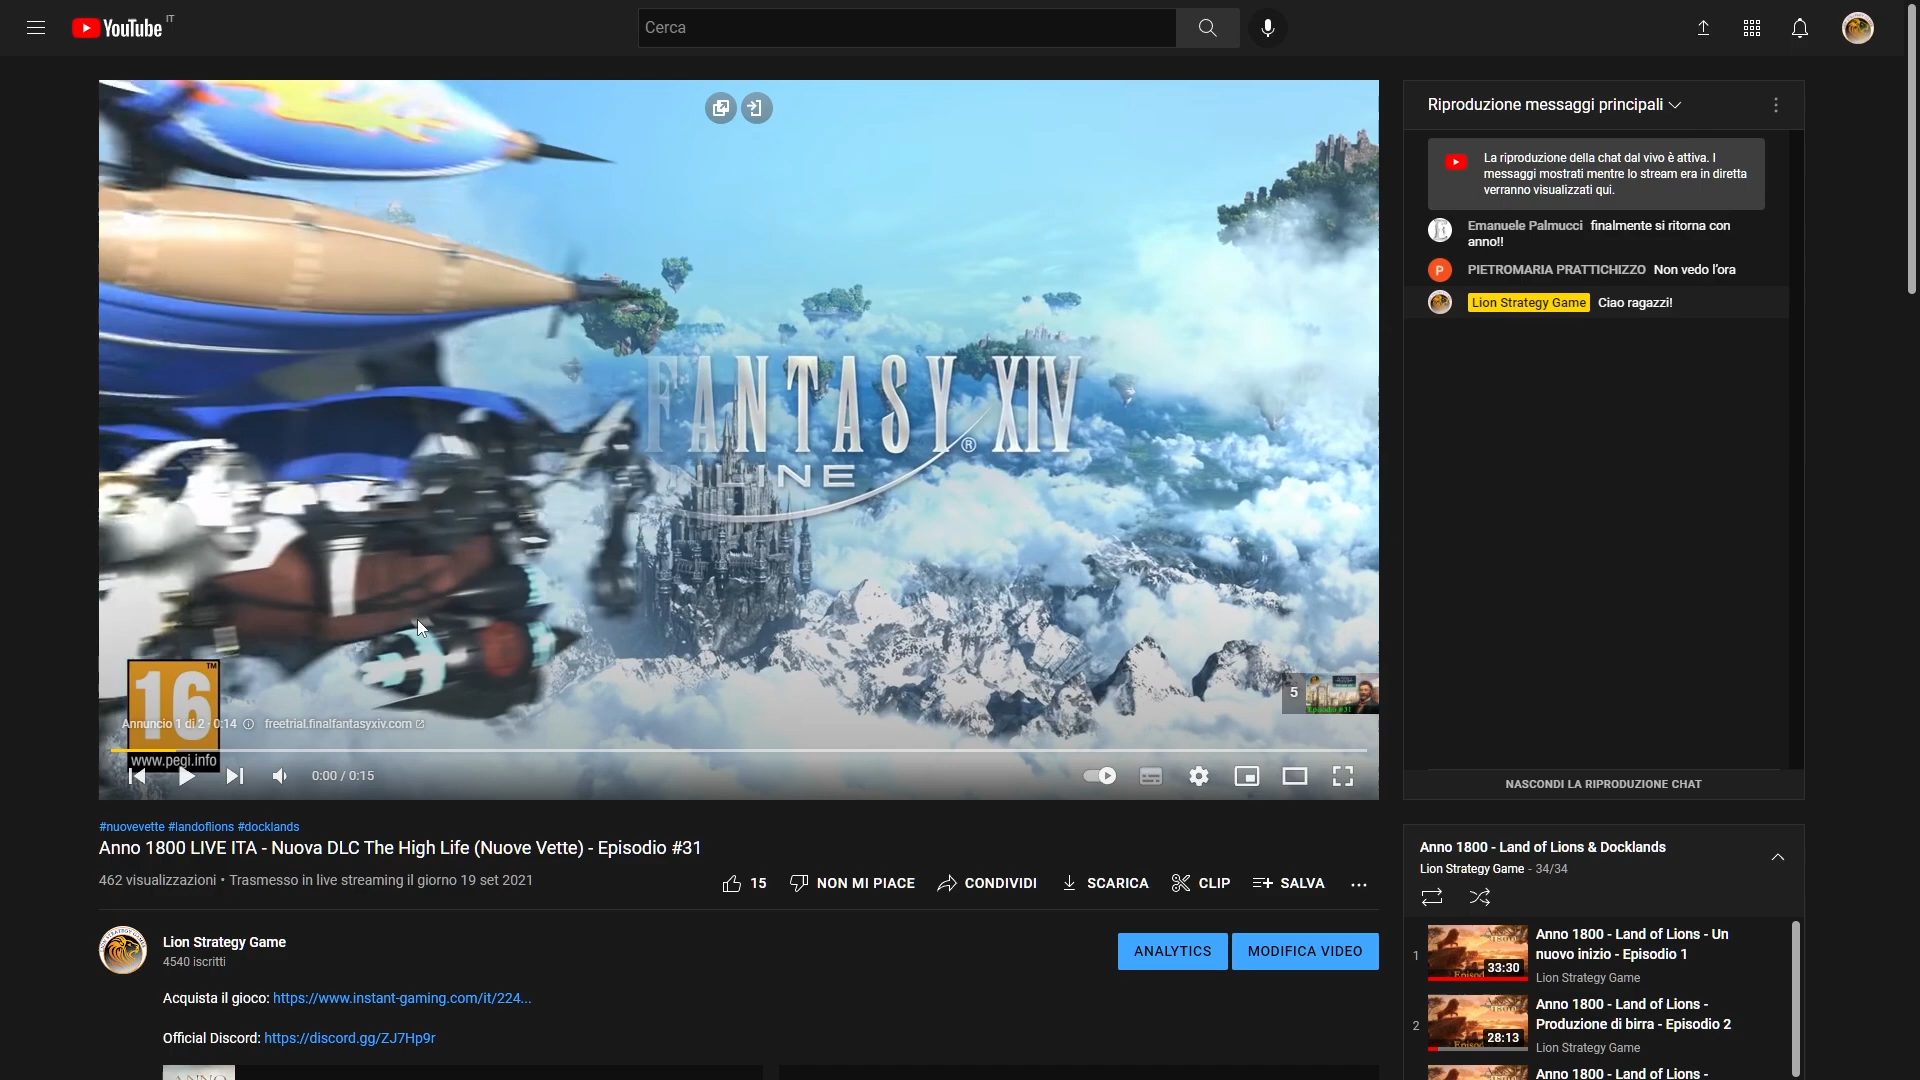 YouTube IT
Cerca
FANTASY XIV ®
NLINE
16 TM
www.pegi.info
Annuncio 1 di 2 · 0:14 freetrial.finalfantasyxiv.com
5
Episodio #31
0:00 / 0:15
#nuovevette #landoflions #docklands
Anno 1800 LIVE ITA - Nuova DLC The High Life (Nuove Vette) - Episodio #31
462 visualizzazioni • Trasmesso in live streaming il giorno 19 set 2021
15 NON MI PIACE CONDIVIDI SCARICA CLIP SALVA
Lion Strategy Game
4540 iscritti
ANALYTICS MODIFICA VIDEO
Acquista il gioco: https://www.instant-gaming.com/it/224...
Official Discord: https://discord.gg/ZJ7Hp9r
ANNO
Riproduzione messaggi principali
La riproduzione della chat dal vivo è attiva. I
messaggi mostrati mentre lo stream era in diretta
verranno visualizzati qui.
Emanuele Palmucci finalmente si ritorna con
anno!!
P PIETROMARIA PRATTICHIZZO Non vedo l'ora
Lion Strategy Game Ciao ragazzi!
NASCONDI LA RIPRODUZIONE CHAT
Anno 1800 - Land of Lions & Docklands
Lion Strategy Game - 34/34
1
33:30
Anno 1800 - Land of Lions - Un
nuovo inizio - Episodio 1
Lion Strategy Game
2
28:13
Anno 1800 - Land of Lions -
Produzione di birra - Episodio 2
Lion Strategy Game
Anno 1800 - Land of Lions -